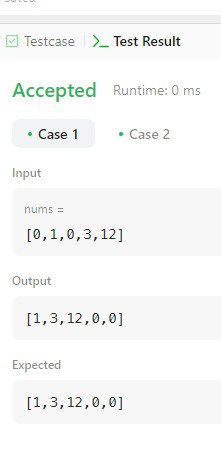 Saved
Testcase | Test Result
Accepted Runtime: 0 ms
• Case 1 • Case 2
Input
nums =
[0,1,0,3,12]
Output
[1,3,12,0,0]
Expected
[1,3,12,0,0]